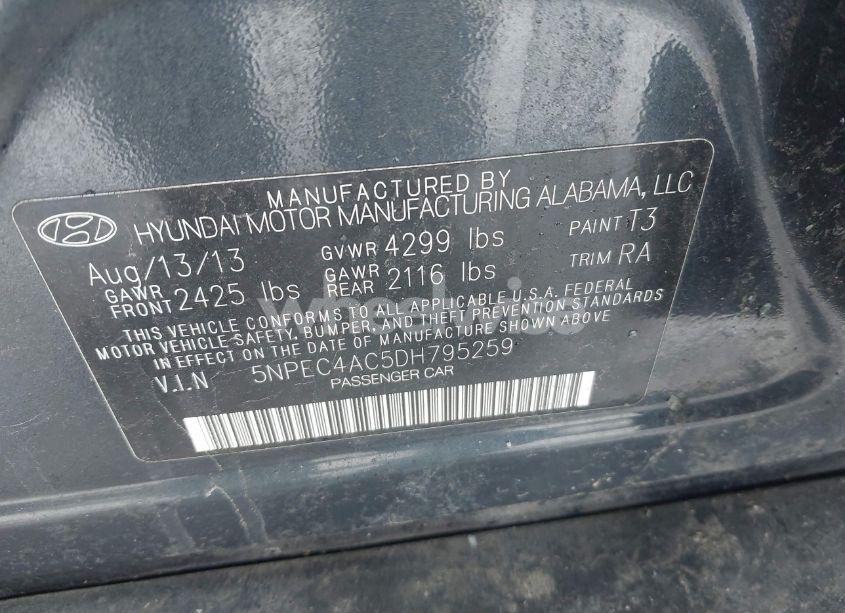 MANUFACTURED BY
HYUNDAI MOTOR MANUFACTURING ALABAMA, LLC
Aug/13/13 GVWR 4299 lbs PAINT T3
GAWR FRONT 2425 lbs GAWR REAR 2116 lbs TRIM RA
THIS VEHICLE CONFORMS TO ALL APPLICABLE U.S.A. FEDERAL
MOTOR VEHICLE SAFETY, BUMPER, AND THEFT PREVENTION STANDARDS
IN EFFECT ON THE DATE OF MANUFACTURE SHOWN ABOVE
V.I.N 5NPEC4AC5DH795259
PASSENGER CAR